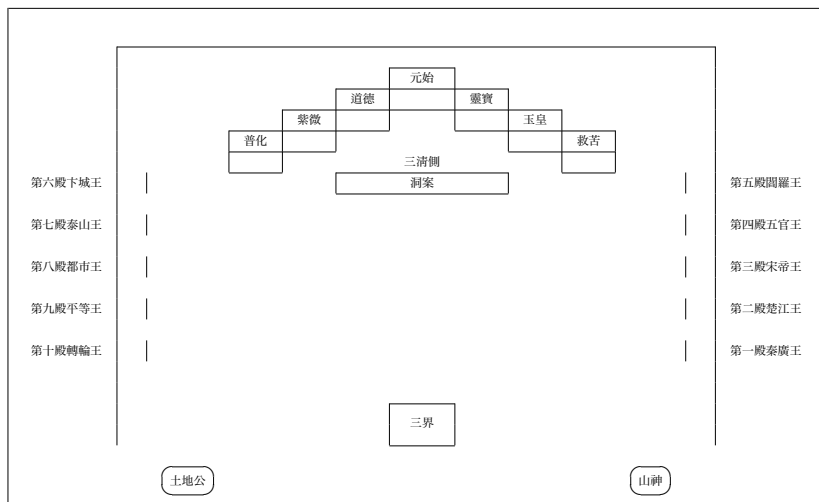 元始
道德 靈寶
紫微 玉皇
普化 救苦
三清側
洞案
第六殿卞城王 第五殿閻羅王
第七殿泰山王 第四殿五官王
第八殿都市王 第三殿宋帝王
第九殿平等王 第二殿楚江王
第十殿轉輪王 第一殿秦廣王
三界
土地公 山神